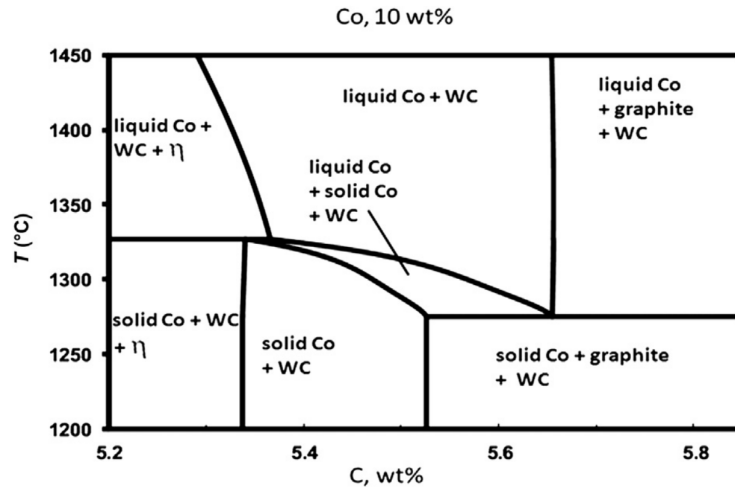 Co, 10 wt%
1450
1400
1350
1300
1250
1200
T (°C)
liquid Co +
WC + η
liquid Co + WC
liquid Co
+ graphite
+ WC
liquid Co
+ solid Co
+ WC
solid Co + WC
+ η
solid Co
+ WC
solid Co + graphite
+ WC
5.2
5.4
5.6
5.8
C, wt%